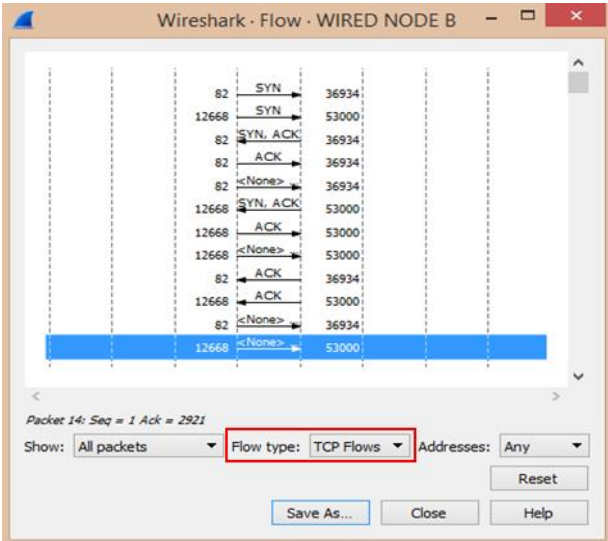 Wireshark · Flow · WIRED NODE B
82 SYN 36934
12668 SYN 53000
82 SYN, ACK 36934
82 ACK 36934
82 <None> 36934
12668 SYN, ACK 53000
12668 ACK 53000
12668 <None> 53000
82 ACK 36934
12668 ACK 53000
82 <None> 36934
12668 <None> 53000
Packet 14: Seq = 1 Ack = 2921
Show: All packets Flow type: TCP Flows Addresses: Any
Reset
Save As... Close Help